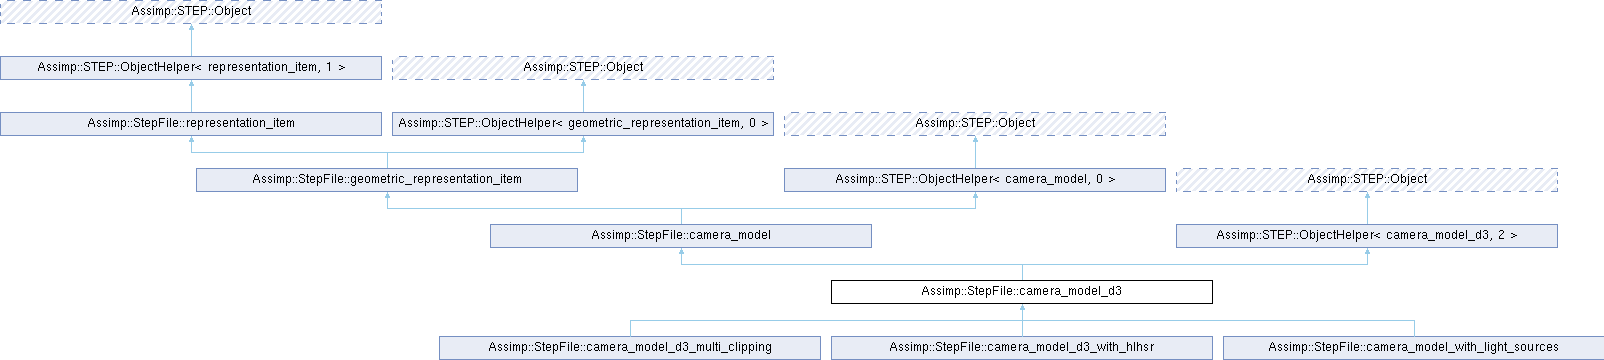 Assimp::STEP::Object
Assimp::STEP::ObjectHelper< representation_item, 1 >
Assimp::STEP::Object
Assimp::StepFile::representation_item
Assimp::STEP::ObjectHelper< geometric_representation_item, 0 >
Assimp::STEP::Object
Assimp::StepFile::geometric_representation_item
Assimp::STEP::ObjectHelper< camera_model, 0 >
Assimp::STEP::Object
Assimp::StepFile::camera_model
Assimp::STEP::ObjectHelper< camera_model_d3, 2 >
Assimp::StepFile::camera_model_d3
Assimp::StepFile::camera_model_d3_multi_clipping
Assimp::StepFile::camera_model_d3_with_hlhsr
Assimp::StepFile::camera_model_with_light_sources